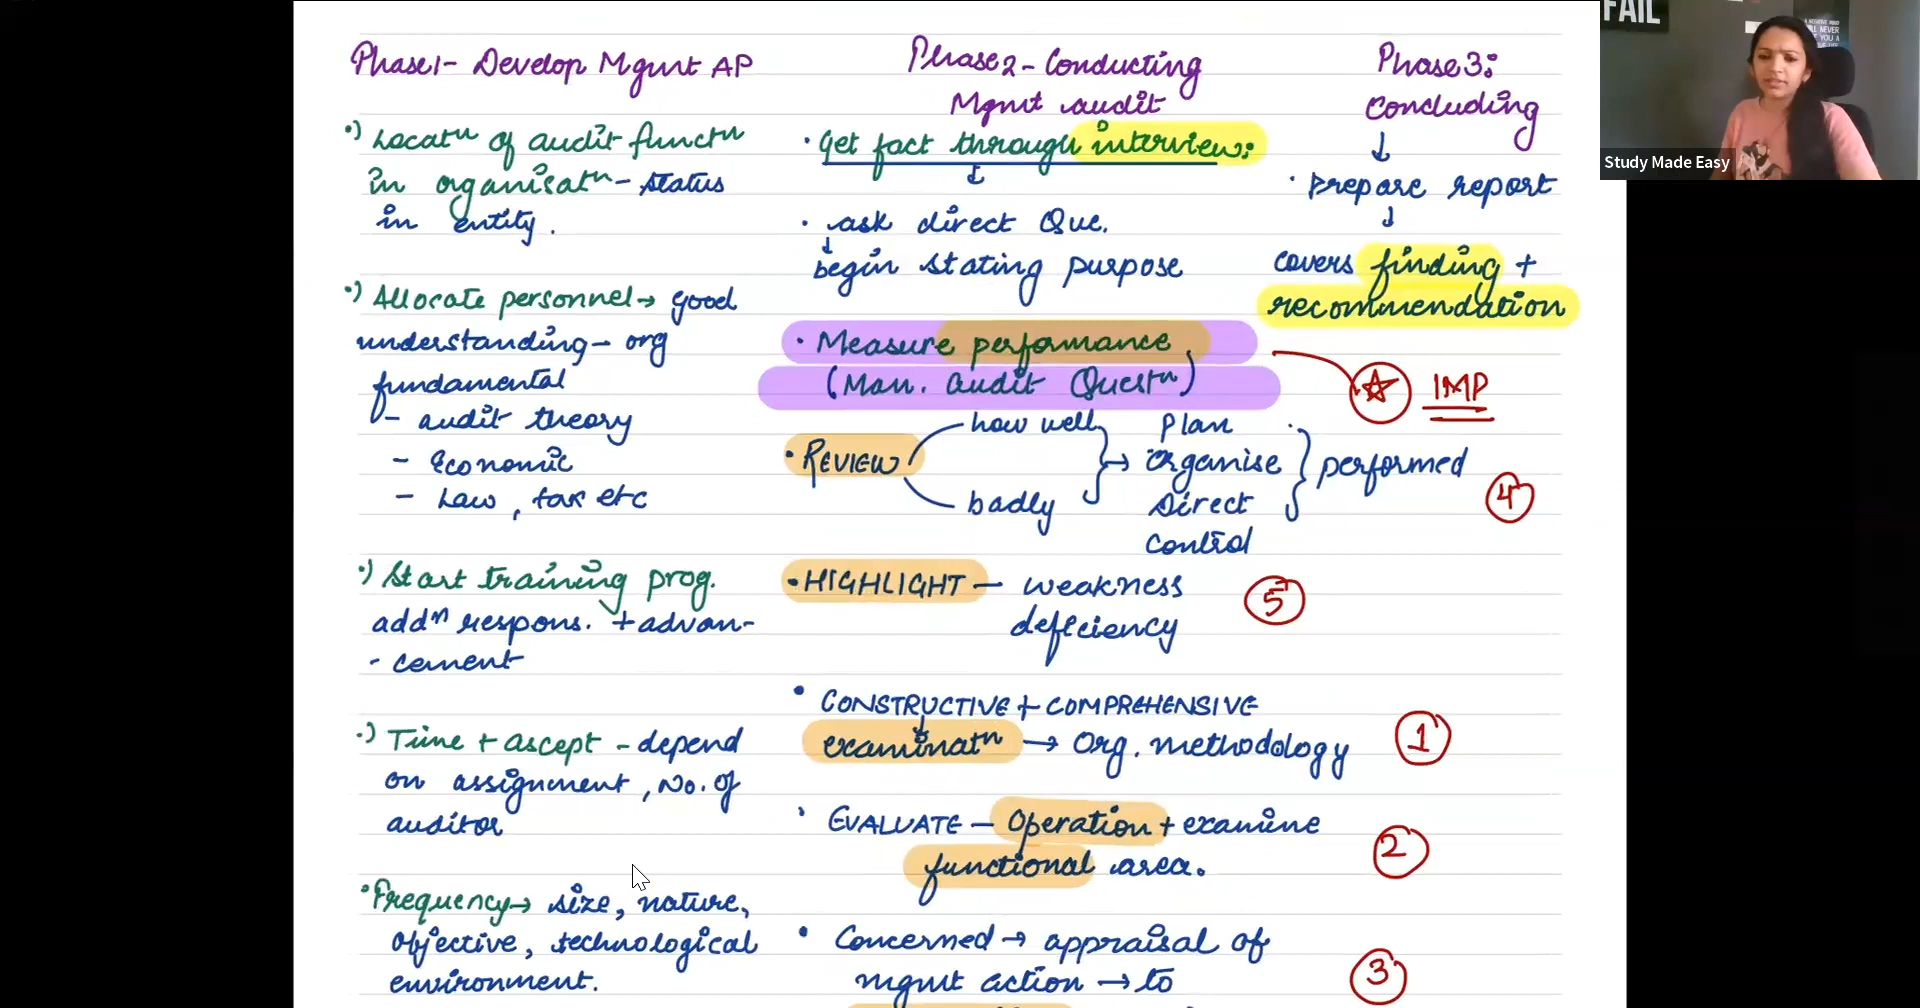 Phase1- Develop Mgmt AP
•) Locatⁿ of audit functⁿ
in organisatⁿ - status
in entity.
•) Allocate personnel → good
understanding - org
fundamental
- audit theory
- Economic
- Law, tax etc
•) Start training prog.
addⁿ respons. + advan-
- cement
•) Time + ascept - depend
on assignment, No. of
auditor
• Frequency → size, nature,
objective, technological
environment.
Phase2 - Conducting
Mgmt audit
• Get fact through interview:
↓
• ask direct Que.
↓
begin stating purpose
• Measure performance
(Man. audit Questⁿ)
• REVIEW how well Plan
Organise performed
badly Direct
Control
④
• HIGHLIGHT - weakness
deficiency
⑤
• CONSTRUCTIVE + COMPREHENSIVE
examinatⁿ → Org. methodology
①
• EVALUATE - Operation + examine
functional area.
②
• Concerned → appraisal of
mgmt action → to
③
Phase3:
Concluding
↓
• Prepare report
↓
covers finding +
recommendation
IMP
FAIL
Study Made Easy